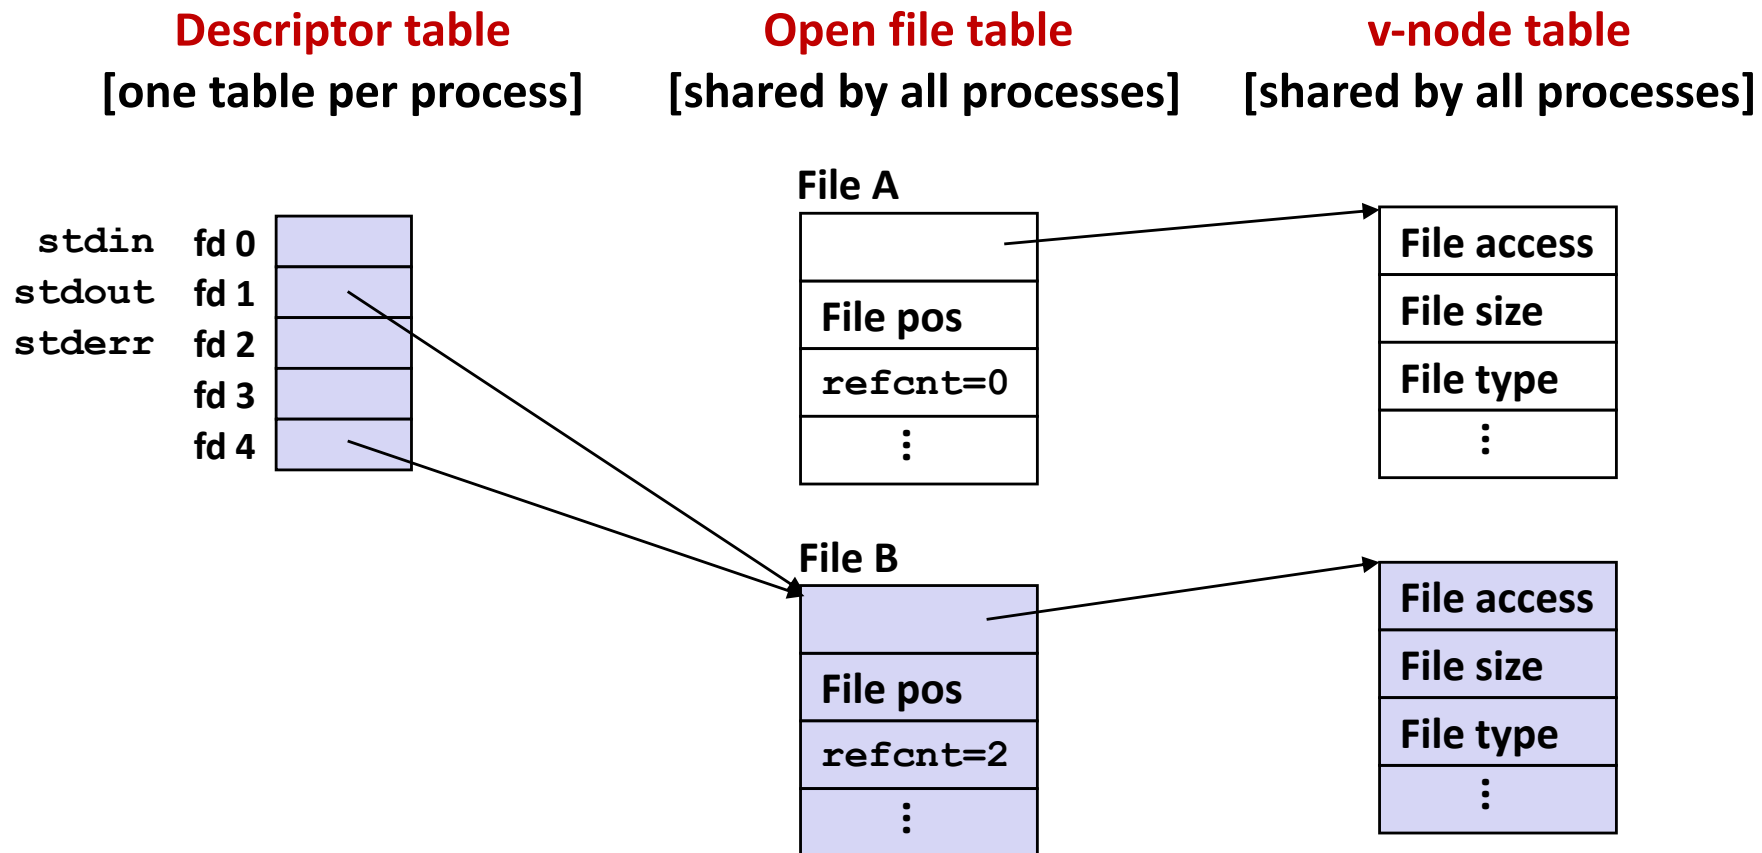 Descriptor table
[one table per process]
Open file table
[shared by all processes]
v-node table
[shared by all processes]
stdin fd 0
stdout fd 1
stderr fd 2
fd 3
fd 4
File A
File pos
refcnt=0
⋮
File access
File size
File type
⋮
File B
File pos
refcnt=2
⋮
File access
File size
File type
⋮